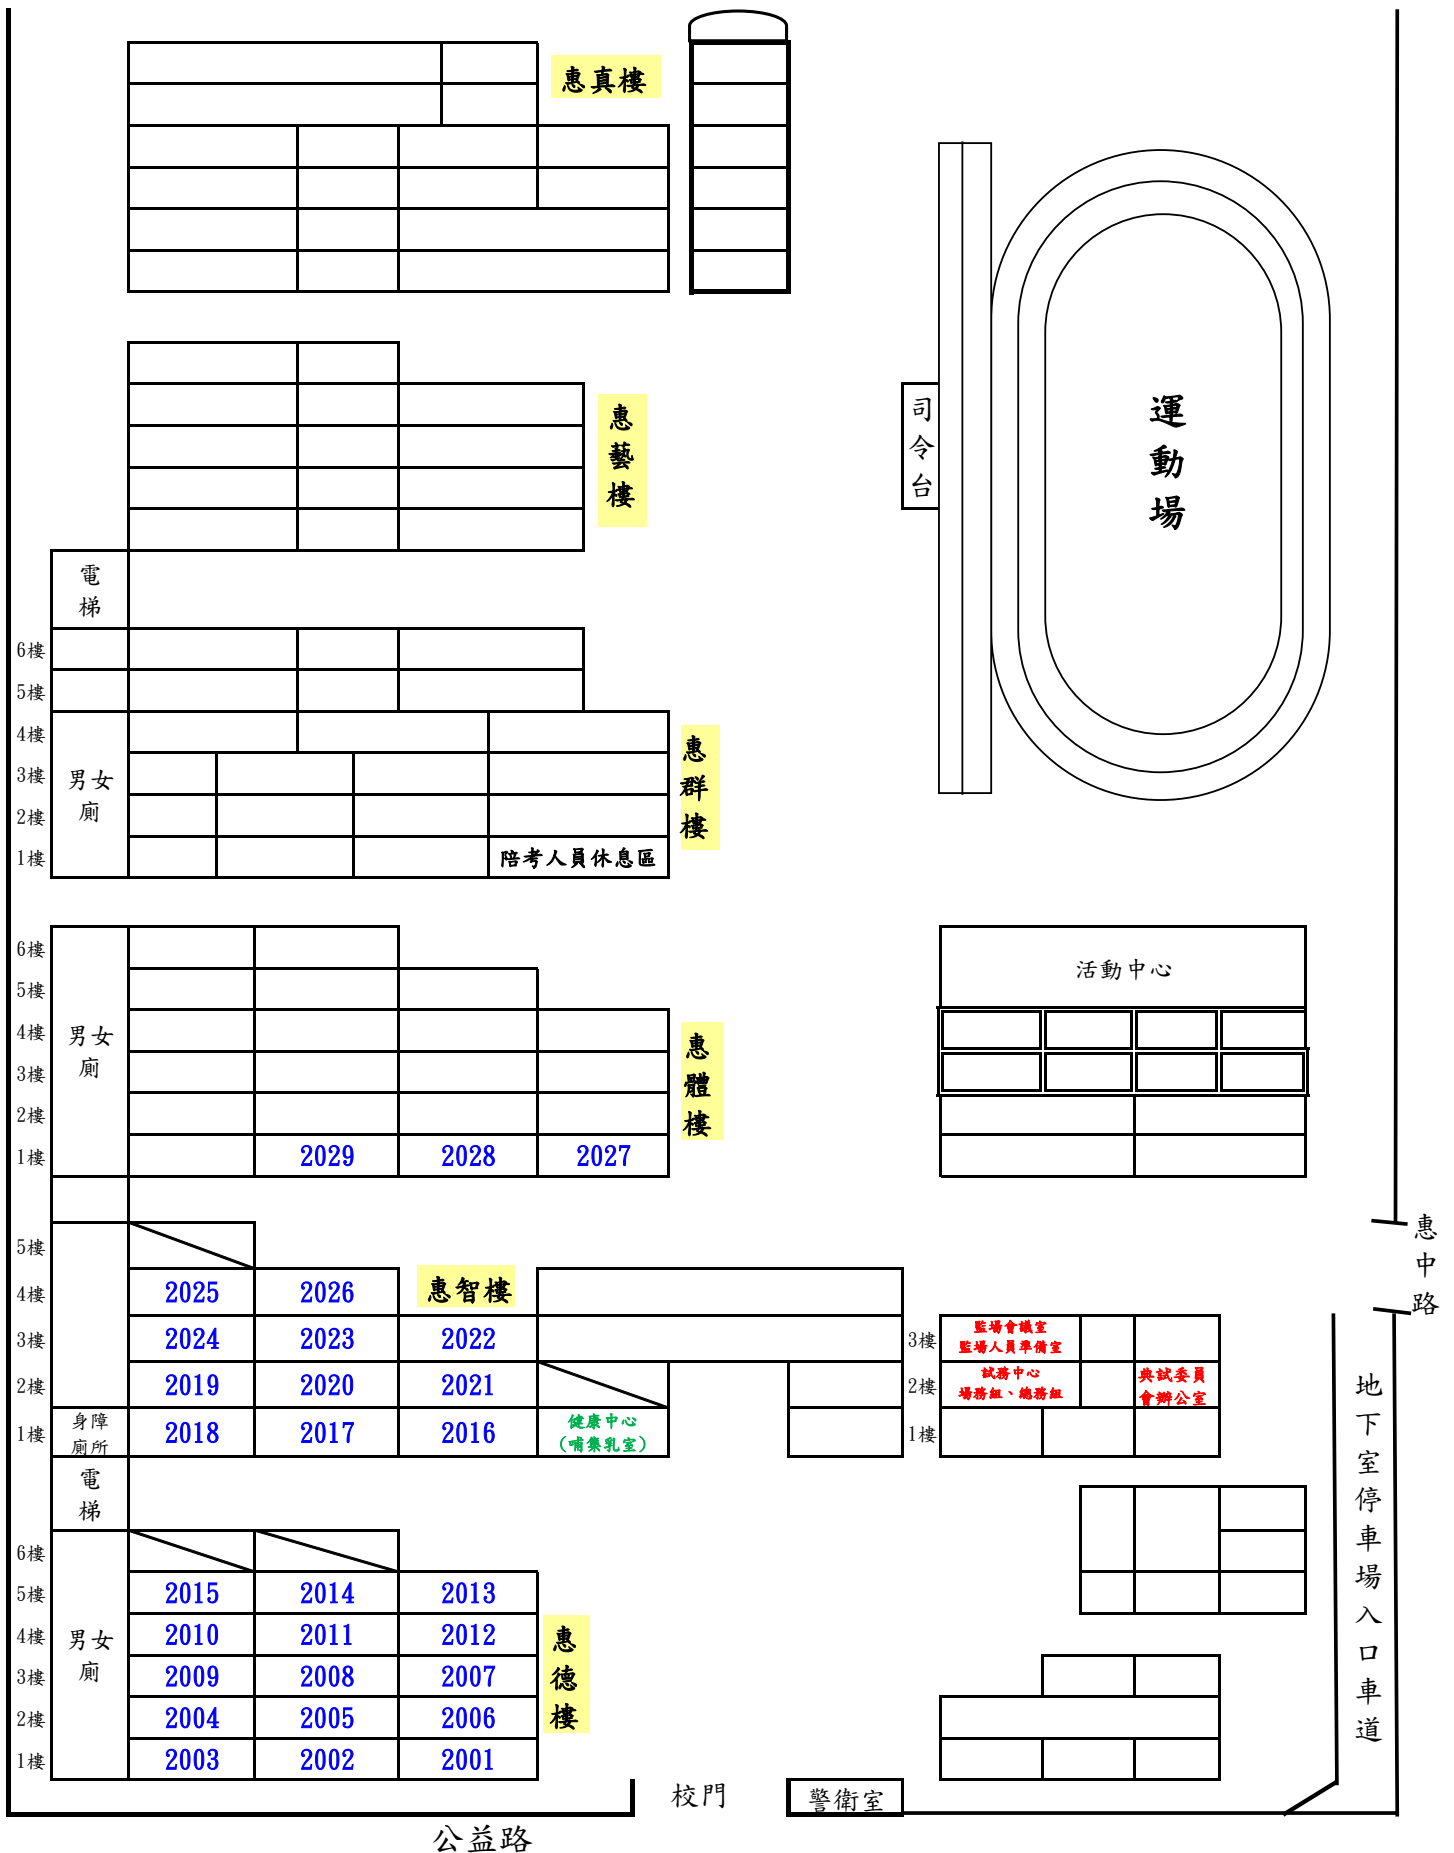 惠真樓
惠藝樓
司令台
運動場
電梯
6樓
5樓
4樓
3樓
2樓
1樓
男女廁
惠群樓
陪考人員休息區
6樓
5樓
4樓
3樓
2樓
1樓
男女廁
惠體樓
2029 2028 2027
活動中心
惠中路
5樓
4樓 2025 2026
惠智樓
3樓 2024 2023 2022
2樓 2019 2020 2021
1樓 身障廁所 2018 2017 2016
健康中心
(哺集乳室)
3樓
監場會議室
監場人員準備室
2樓
試務中心
場務組、總務組
典試委員
會辦公室
1樓
地下室停車場入口車道
電梯
6樓
5樓 2015 2014 2013
4樓 2010 2011 2012
3樓 2009 2008 2007
2樓 2004 2005 2006
1樓 2003 2002 2001
男女廁
惠德樓
校門
警衛室
公益路